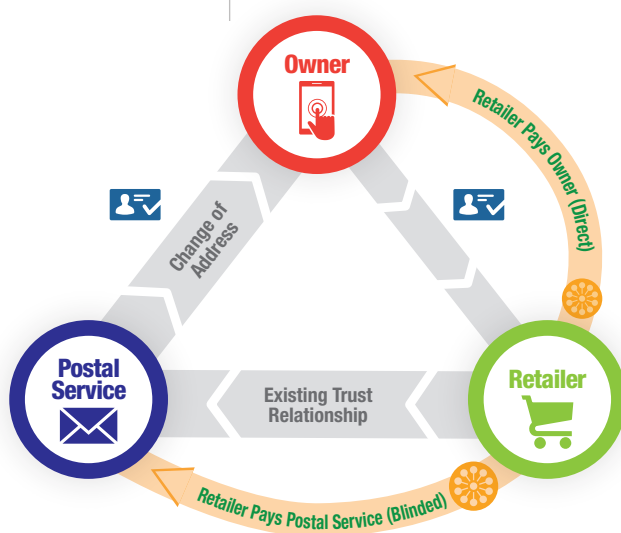 Owner
Retailer Pays Owner (Direct)
Change of
Address
Postal
Service
Existing Trust
Relationship
Retailer
Retailer Pays Postal Service (Blinded)